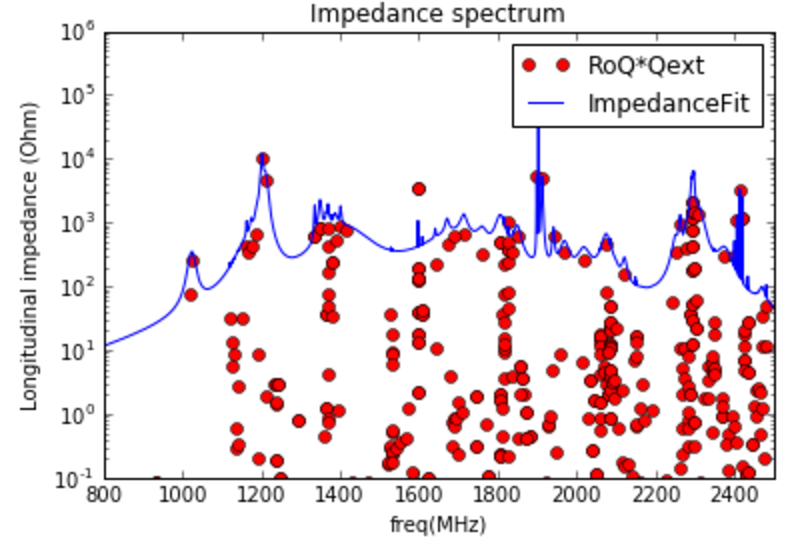 Impedance spectrum
Longitudinal impedance (Ohm)
10^6
10^5
10^4
10^3
10^2
10^1
10^0
10^-1
RoQ*Qext
ImpedanceFit
800 1000 1200 1400 1600 1800 2000 2200 2400
freq(MHz)